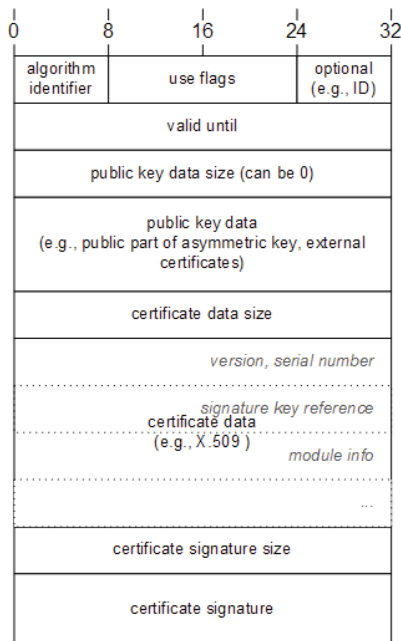 0 8 16 24 32
algorithm
identifier
use flags
optional
(e.g., ID)
valid until
public key data size (can be 0)
public key data
(e.g., public part of asymmetric key, external
certificates)
certificate data size
version, serial number
signature key reference
certificate data
(e.g., X.509 )
module info
...
certificate signature size
certificate signature